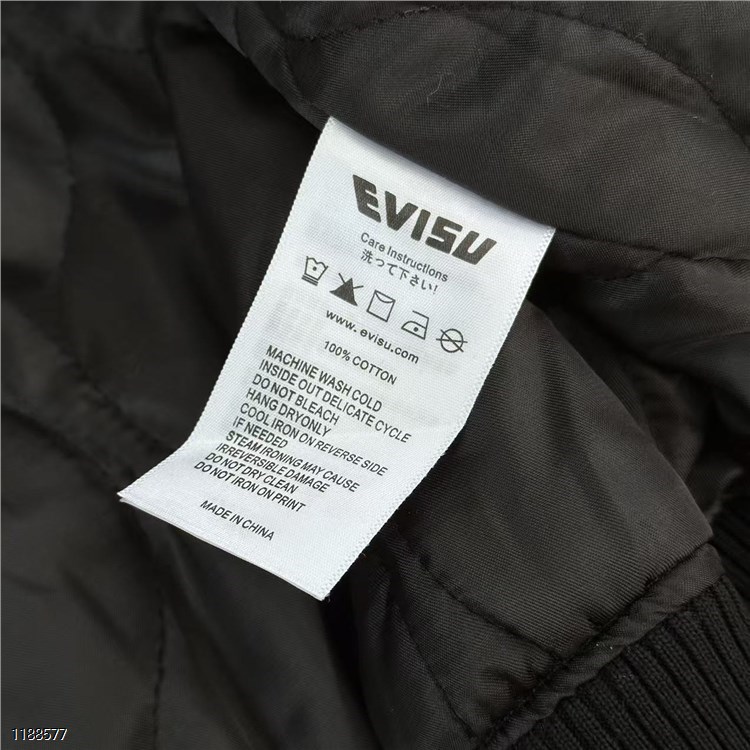 EVISU
Care Instructions
洗って下さい!
www.evisu.com
100% COTTON
MACHINE WASH COLD
INSIDE OUT DELICATE CYCLE
DO NOT BLEACH
HANG DRYONLY
COOL IRON ON REVERSE SIDE
IF NEEDED
STEAM IRONING MAY CAUSE
IRREVERSIBLE DAMAGE
DO NOT DRY CLEAN
DO NOT IRON ON PRINT
MADE IN CHINA
1188577